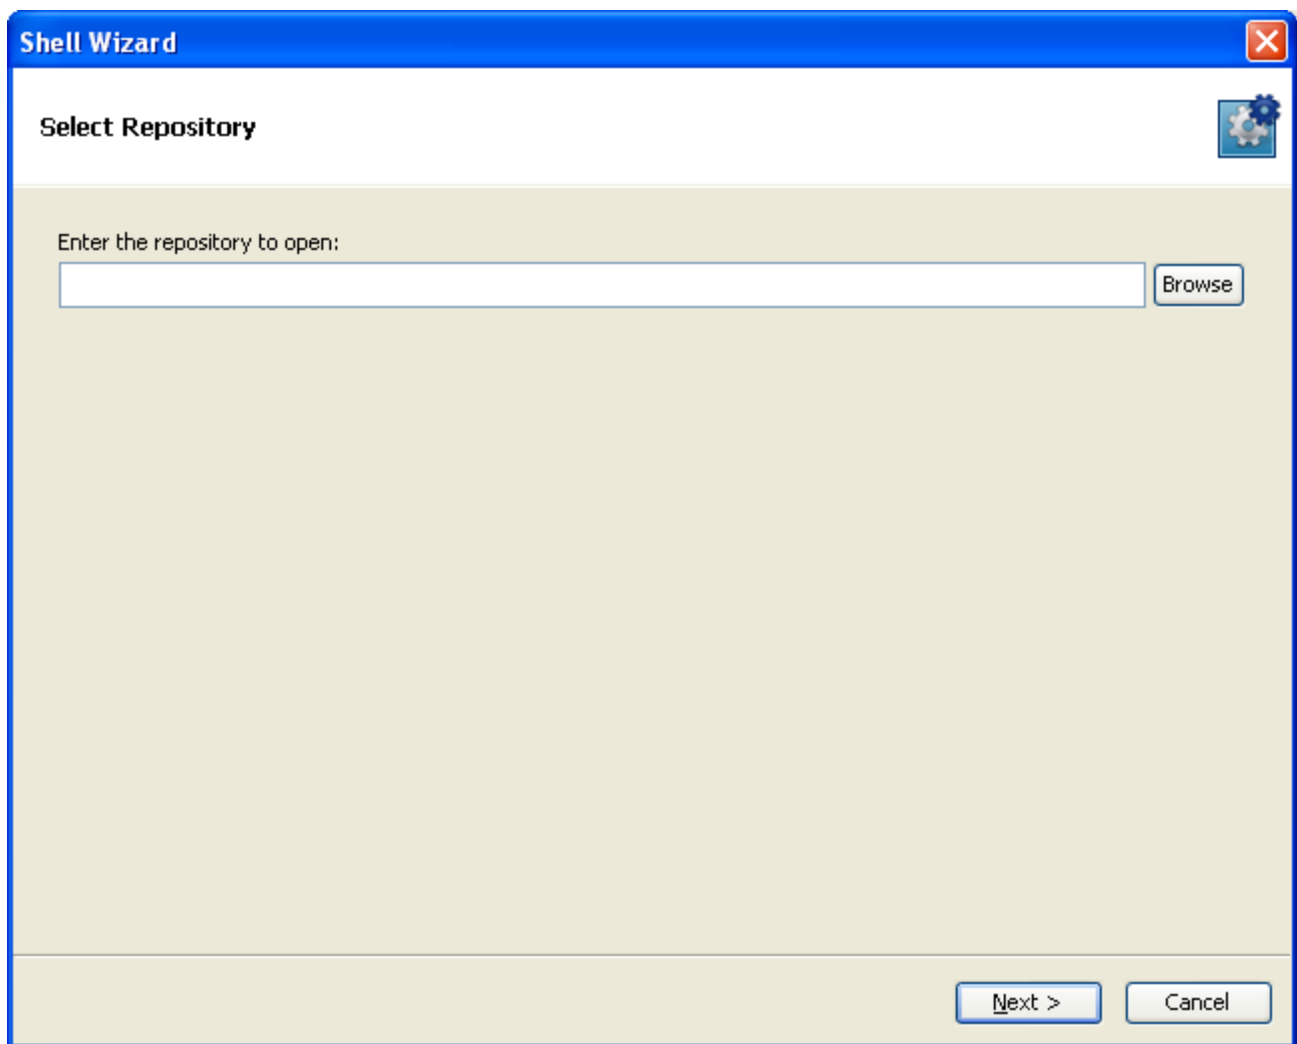 Shell Wizard
Select Repository
Enter the repository to open:
Browse
Next >
Cancel